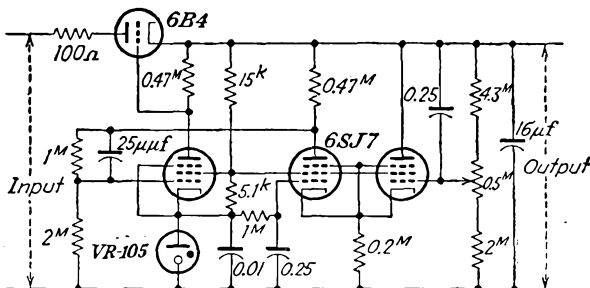 6B4
100Ω
0.47ᴹ
15ᵏ
0.47ᴹ
0.25
4.3ᴹ
16μf
6SJ7
25μμf
1ᴹ
Input
5.1ᵏ
0.5ᴹ
Output
2ᴹ
VR-105
1ᴹ
0.01
0.25
0.2ᴹ
2ᴹ